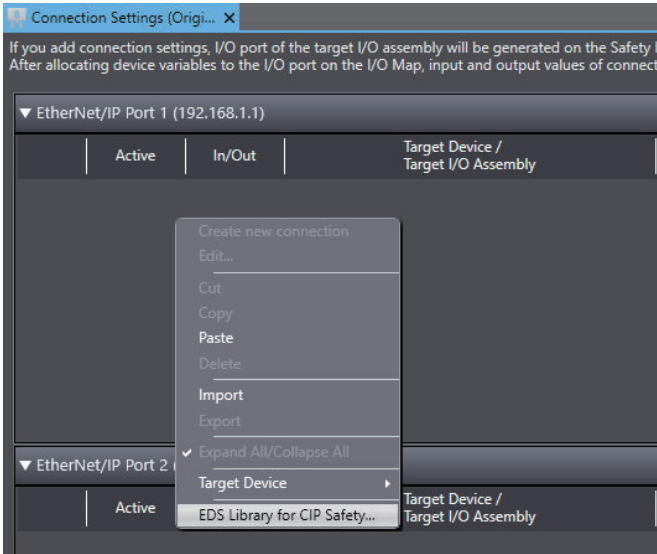 Connection Settings (Origi... X
If you add connection settings, I/O port of the target I/O assembly will be generated on the Safety
After allocating device variables to the I/O port on the I/O Map, input and output values of connect
▼ EtherNet/IP Port 1 (192.168.1.1)
Active In/Out Target Device /
Target I/O Assembly
Create new connection
Edit...
Cut
Copy
Paste
Delete
Import
Export
✓ Expand All/Collapse All
▼ EtherNet/IP Port 2 (
Target Device
Active Target Device /
Target I/O Assembly
EDS Library for CIP Safety...